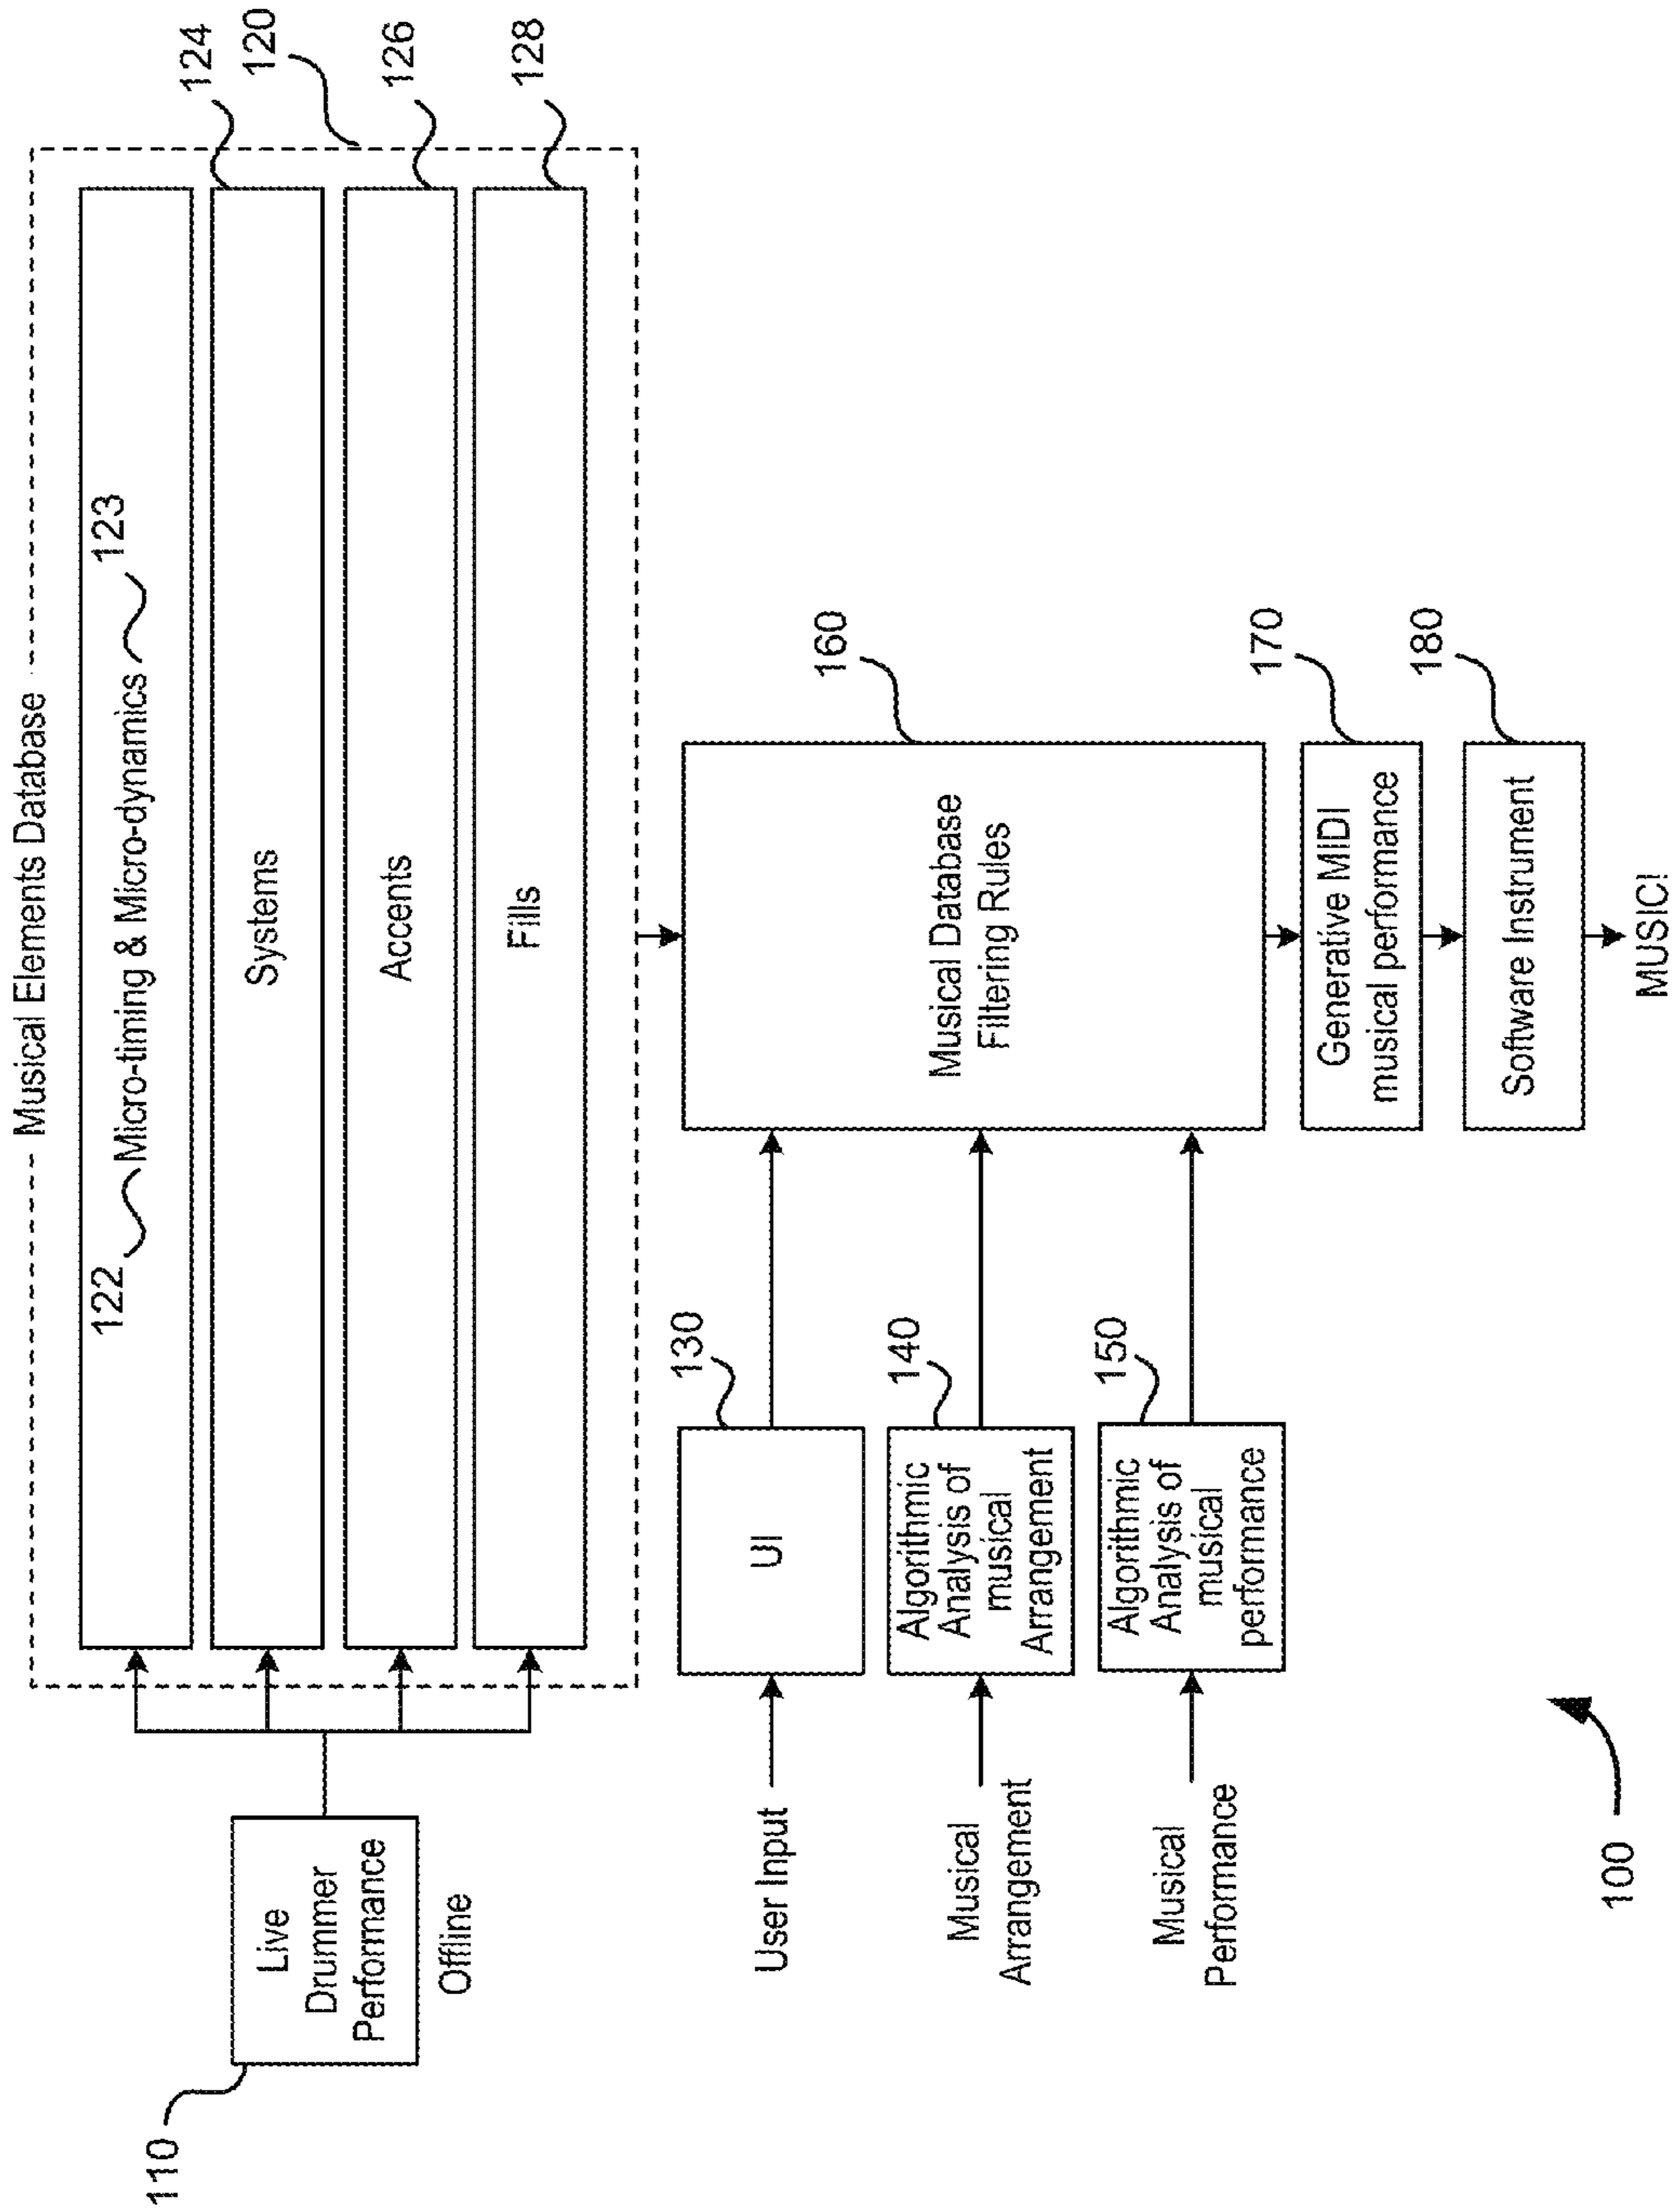 Musical Elements Database
122
Micro-timing & Micro-dynamics
123
124
Systems
120
Accents
126
Fills
128
110
Live
Drummer
Performance
Offline
User Input
UI
130
Musical
Arrangement
Algorithmic
Analysis of
musical
Arrangement
140
Musical
Performance
Algorithmic
Analysis of
musical
performance
150
Musical Database
Filtering Rules
160
Generative MIDI
musical performance
170
Software Instrument
180
MUSIC!
100